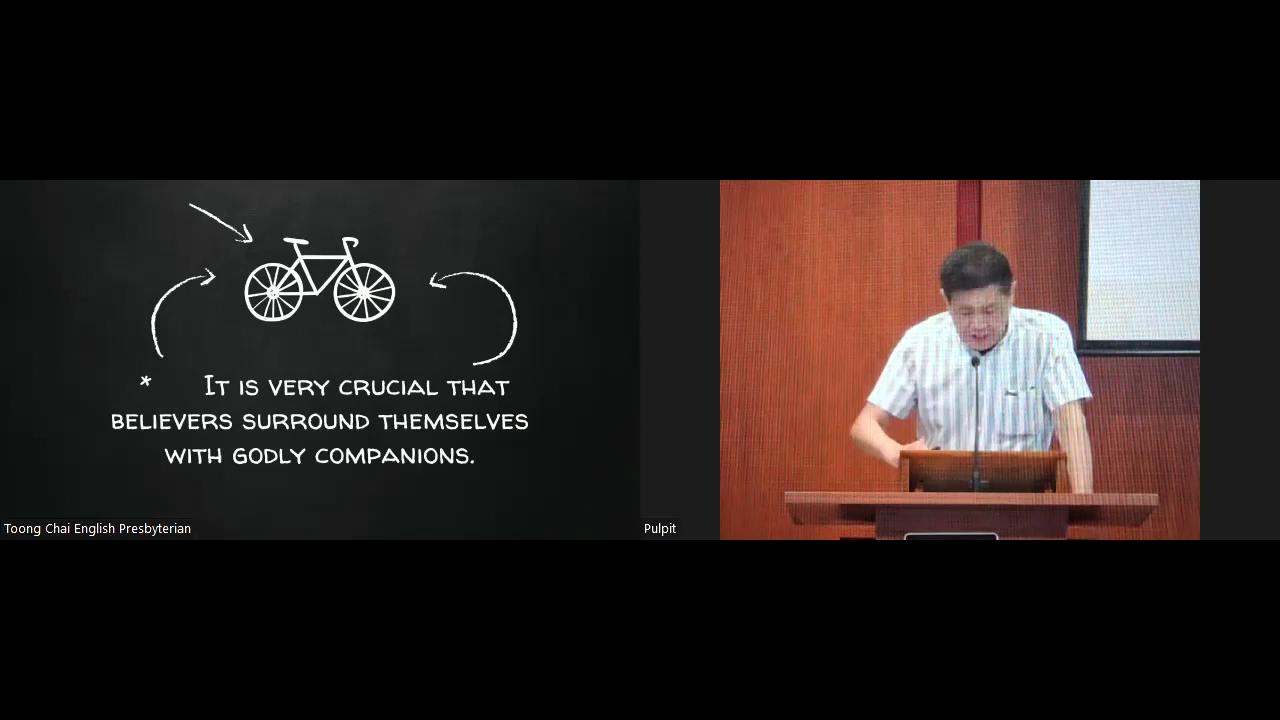 * It is very crucial that
believers surround themselves
with godly companions.
Toong Chai English Presbyterian
Pulpit